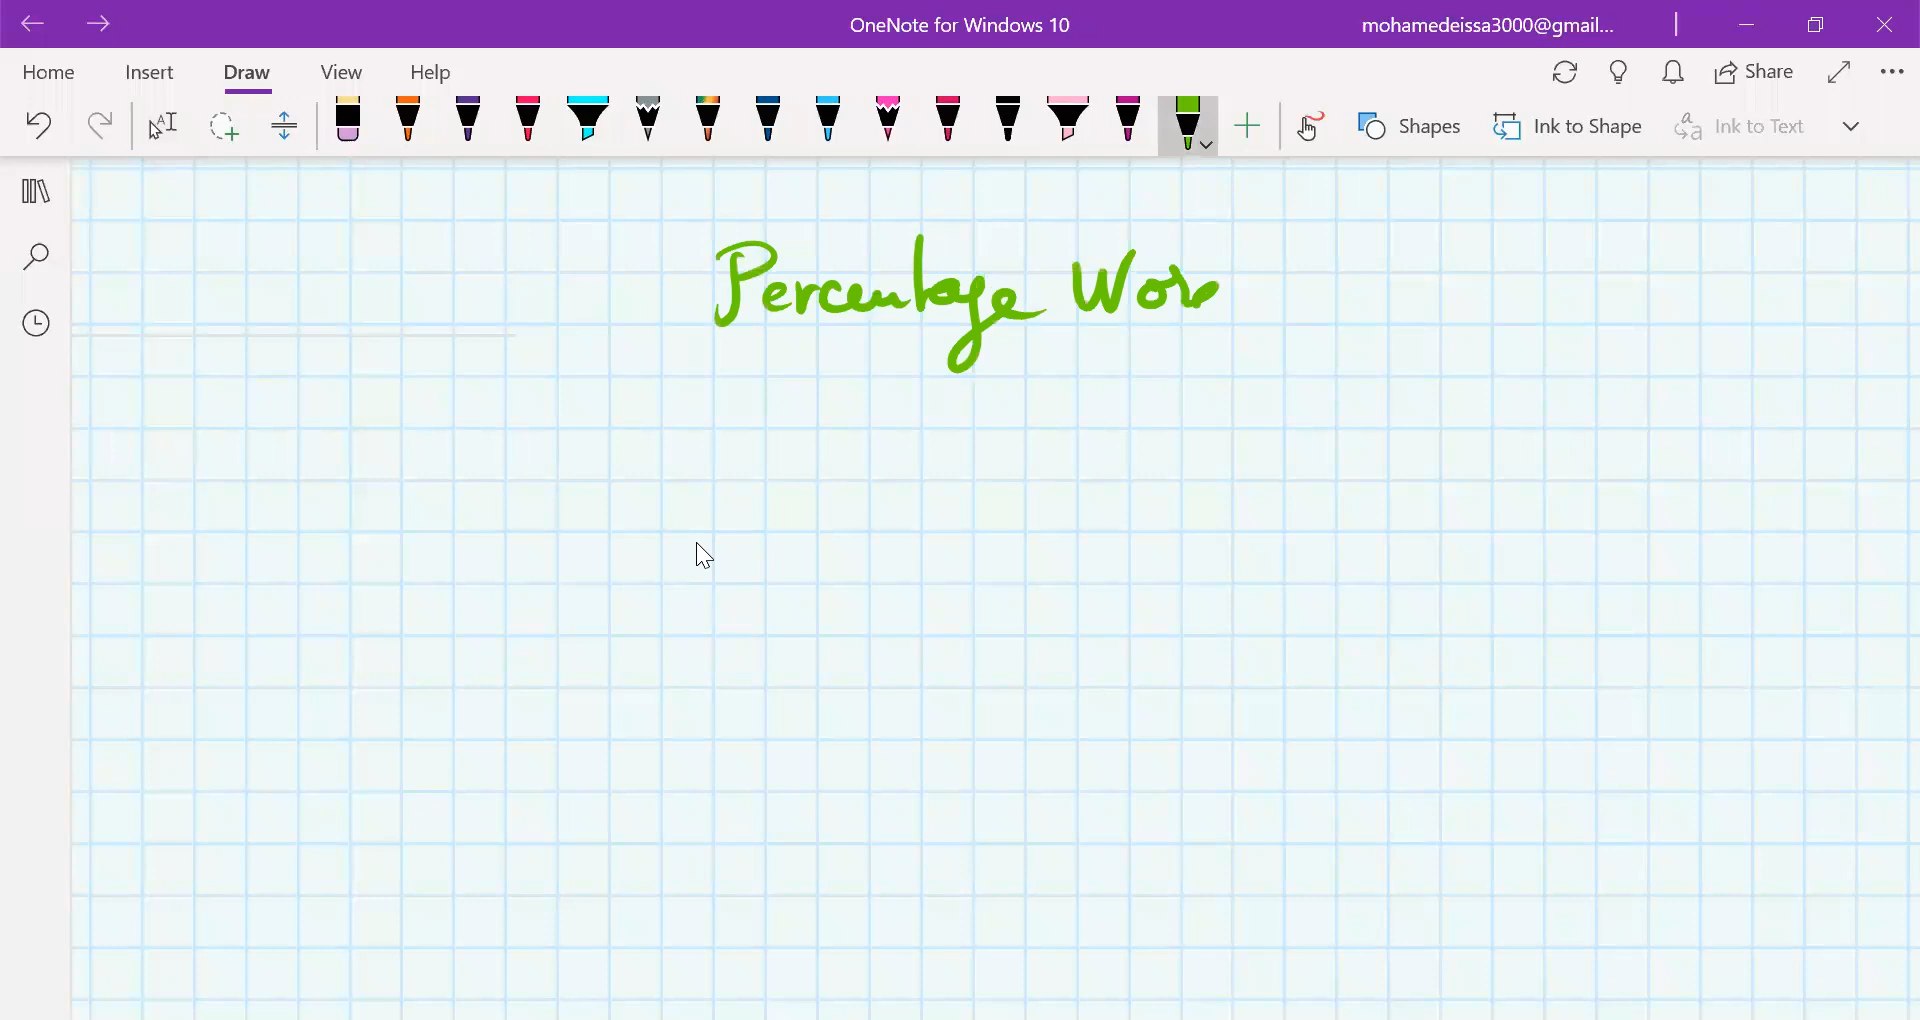 OneNote for Windows 10 mohamedeissa3000@gmail...
Home Insert Draw View Help Share
Shapes Ink to Shape Ink to Text
Percentage Wor